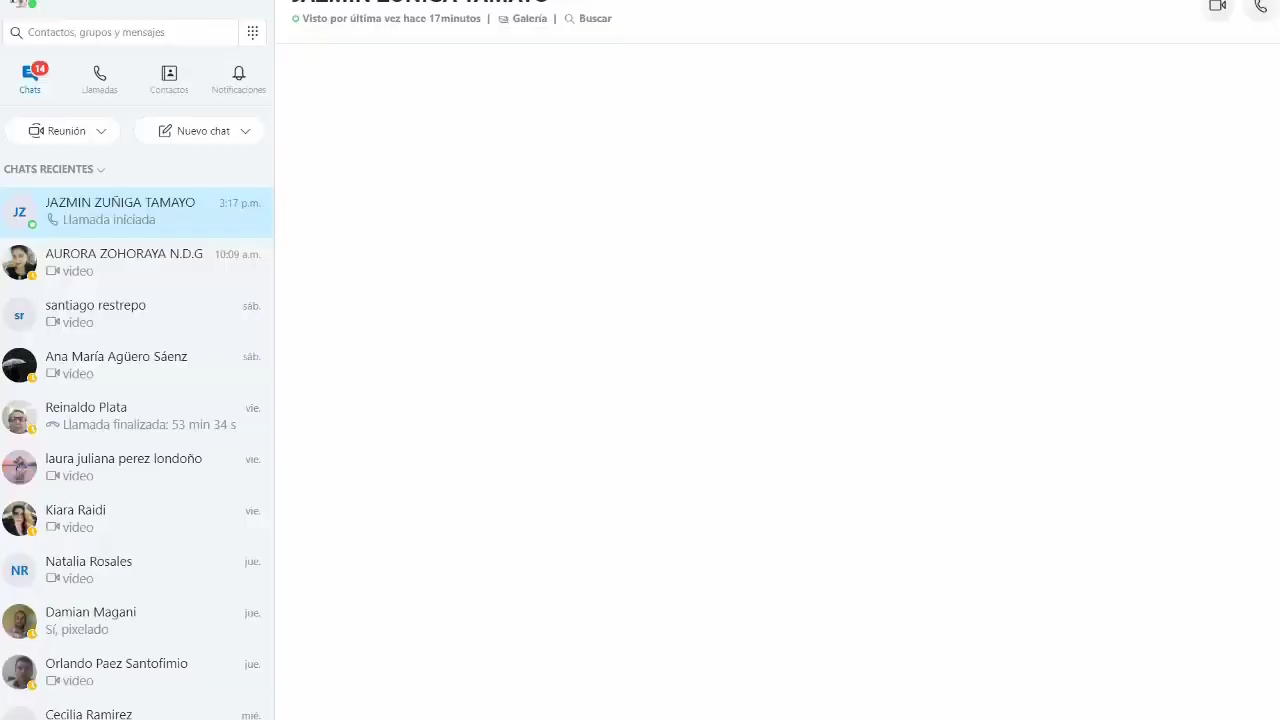 JAZMIN ZUÑIGA TAMAYO
Visto por última vez hace 17minutos | Galería | Buscar
Contactos, grupos y mensajes
14
Chats Llamadas Contactos Notificaciones
Reunión Nuevo chat
CHATS RECIENTES
JZ JAZMIN ZUÑIGA TAMAYO 3:17 p.m.
Llamada iniciada
AURORA ZOHORAYA N.D.G 10:09 a.m.
video
sr santiago restrepo sáb.
video
Ana María Agüero Sáenz sáb.
video
Reinaldo Plata vie.
Llamada finalizada: 53 min 34 s
laura juliana perez londoño vie.
video
Kiara Raidi vie.
video
NR Natalia Rosales jue.
video
Damian Magani jue.
Sí, pixelado
Orlando Paez Santofimio jue.
video
Cecilia Ramirez mié.